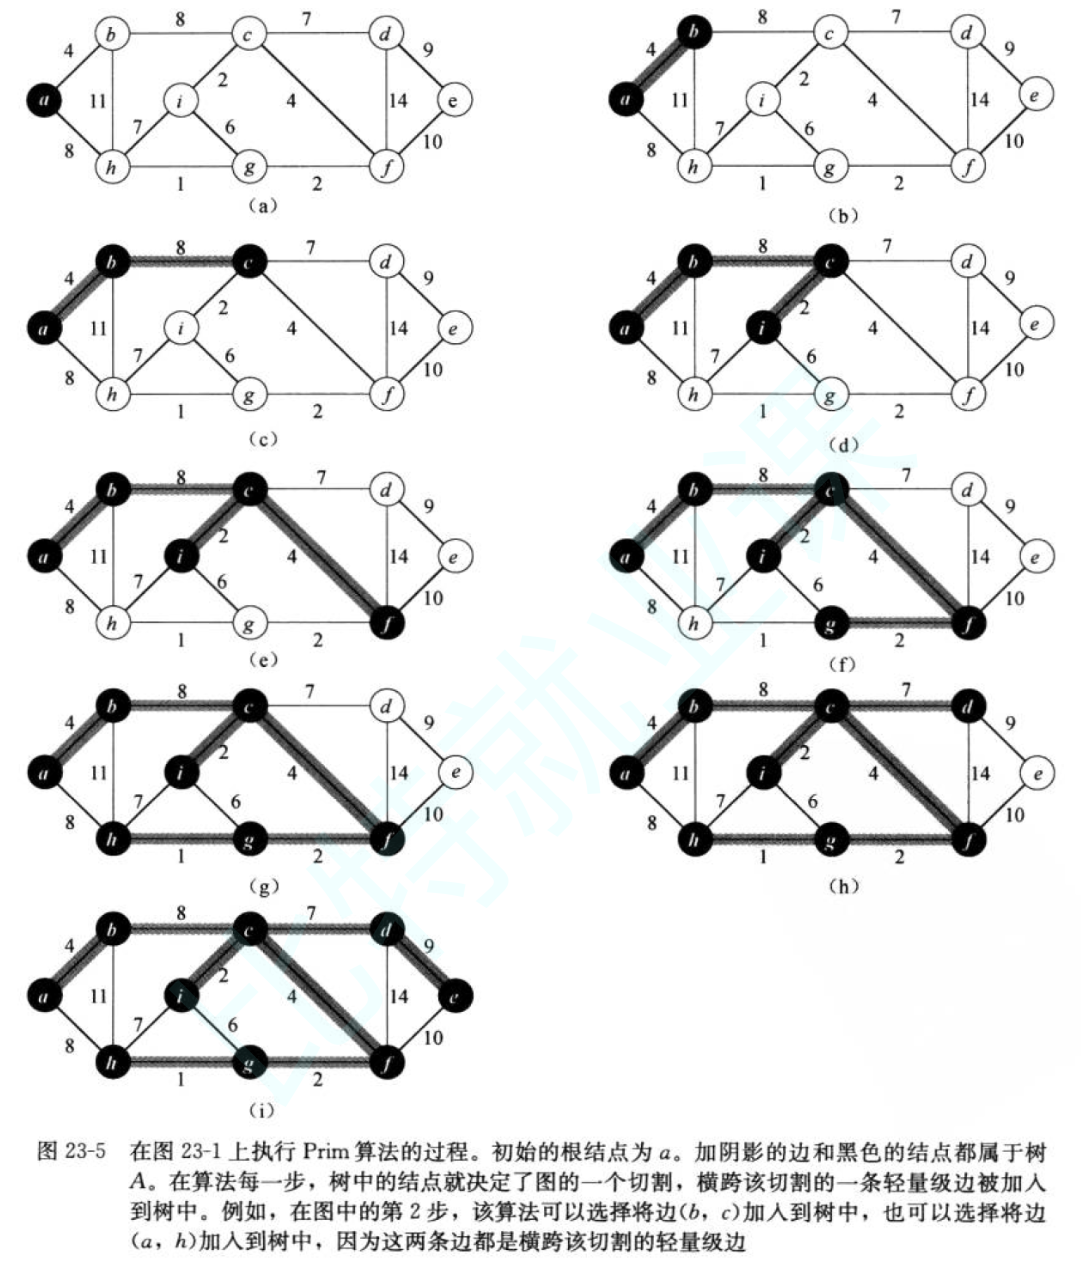 8 7
b c d
4 9
2
a 11 i 4 14 e
7 6 10
8
h g f
1 2
(a)
8 7
b c d
4 9
2
a 11 i 4 14 e
7 6 10
8
h g f
1 2
(b)
8 7
b c d
4 9
2
a 11 i 4 14 e
7 6 10
8
h g f
1 2
(c)
8 7
b c d
4 9
2
a 11 i 4 14 e
7 6 10
8
h g f
1 2
(d)
8 7
b c d
4 9
2
a 11 i 4 14 e
7 6 10
8
h g f
1 2
(e)
8 7
b c d
4 9
2
a 11 i 4 14 e
7 6 10
8
h g f
1 2
(f)
8 7
b c d
4 9
2
a 11 i 4 14 e
7 6 10
8
h g f
1 2
(g)
8 7
b c d
4 9
2
a 11 i 4 14 e
7 6 10
8
h g f
1 2
(h)
8 7
b c d
4 9
2
a 11 i 4 14 e
7 6 10
8
h g f
1 2
(i)
图 23-5 在图 23-1 上执行 Prim 算法的过程。初始的根结点为 a。加阴影的边和黑色的结点都属于树
A。在算法每一步，树中的结点就决定了图的一个切割，横跨该切割的一条轻量级边被加入
到树中。例如，在图中的第 2 步，该算法可以选择将边(b，c)加入到树中，也可以选择将边
(a，h)加入到树中，因为这两条边都是横跨该切割的轻量级边
比特就业课